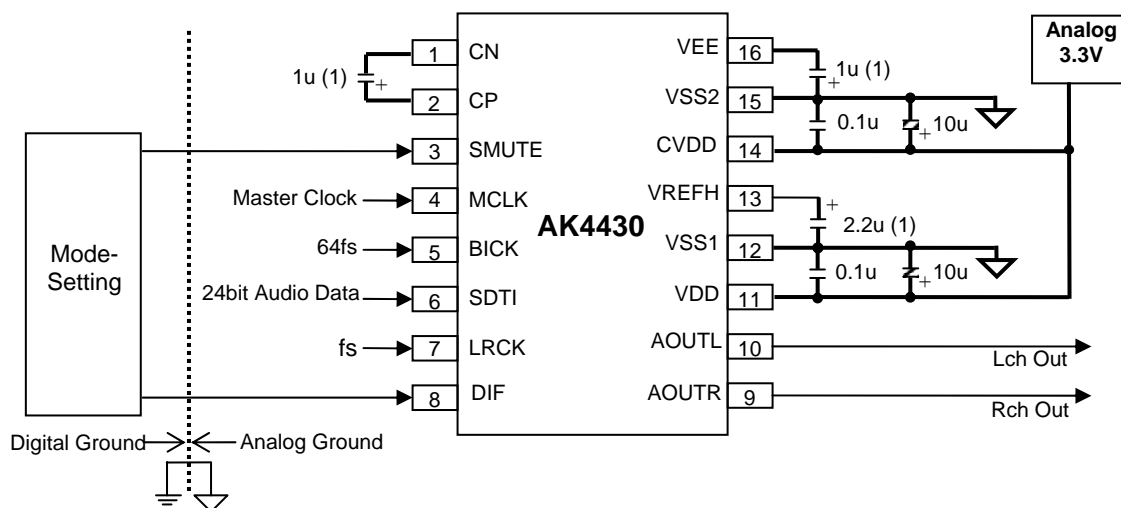 Analog
3.3V
1 CN
1u (1) +
2 CP
3 SMUTE
Master Clock 4 MCLK
64fs 5 BICK
24bit Audio Data 6 SDTI
fs 7 LRCK
8 DIF
Mode-
Setting
AK4430
VEE 16
1u (1) +
VSS2 15
0.1u + 10u
CVDD 14
VREFH 13 +
2.2u (1)
VSS1 12
0.1u + 10u
VDD 11
AOUTL 10
Lch Out
AOUTR 9
Rch Out
Digital Ground Analog Ground